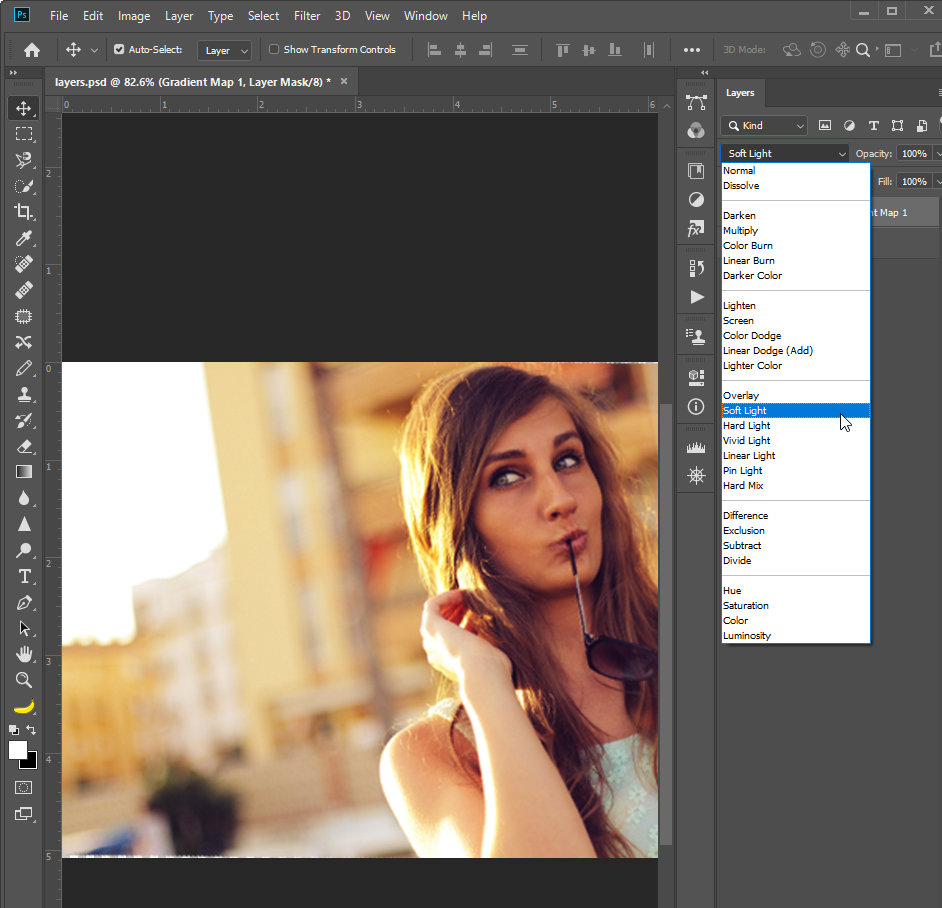 Ps File Edit Image Layer Type Select Filter 3D View Window Help
Auto-Select: Layer Show Transform Controls 3D Mode:
layers.psd @ 82.6% (Gradient Map 1, Layer Mask/8) * ×
Layers
0 1 2 3 4 5 6
Kind
Soft Light Opacity: 100%
Normal
Fill: 100%
Dissolve
nt Map 1
Darken
Multiply
Color Burn
Linear Burn
Darker Color
Lighten
Screen
Color Dodge
Linear Dodge (Add)
Lighter Color
Overlay
Soft Light
Hard Light
Vivid Light
Linear Light
Pin Light
Hard Mix
Difference
Exclusion
Subtract
Divide
Hue
Saturation
Color
Luminosity
2
1
0
1
2
3
4
5